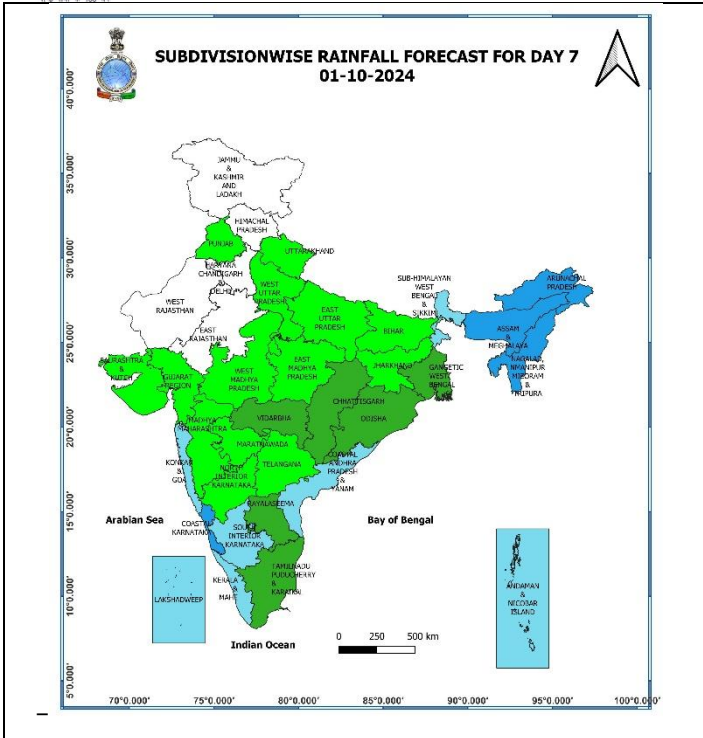 SUBDIVISIONWISE RAINFALL FORECAST FOR DAY 7
01-10-2024
40°0.000'
35°0.000'
30°0.000'
25°0.000'
20°0.000'
15°0.000'
10°0.000'
5°0.000'
JAMMU
&
KASHMIR
AND
LADAKH
HIMACHAL
PRADESH
PUNJAB
UTTARAKHAND
CHANDIGARH
&
DELHI
WEST
UTTAR
PRADESH
WEST
RAJASTHAN
EAST
RAJASTHAN
EAST
UTTAR
PRADESH
SUB-HIMALAYAN
WEST
BENGAL
&
SIKKIM
ARUNACHAL
PRADESH
ASSAM
&
MEGHALAYA
BIHAR
SAURASHTRA
&
KUTCH
GUJARAT
REGION
WEST
MADHYA
PRADESH
EAST
MADHYA
PRADESH
JHARKHAND
GANGETIC
WEST
BENGAL
MIZORAM
&
TRIPURA
CHHATTISGARH
VIDARBHA
ODISHA
MADHYA
MAHARASHTRA
MARATHAWADA
KONKAN
&
GOA
NORTH
INTERIOR
KARNATAKA
TELANGANA
COASTAL
ANDHRA
PRADESH
&
YANAM
RAYALASEEMA
Arabian Sea
Bay of Bengal
COASTAL
KARNATAKA
SOUTH
INTERIOR
KARNATAKA
TAMILNADU
PUDUCHERRY
&
KARAIKAL
KERALA
&
MAHE
LAKSHADWEEP
ANDAMAN
&
NICOBAR
ISLAND
Indian Ocean
0 250 500 km
70°0.000' 75°0.000' 80°0.000' 85°0.000' 90°0.000' 95°0.000' 100°0.000'